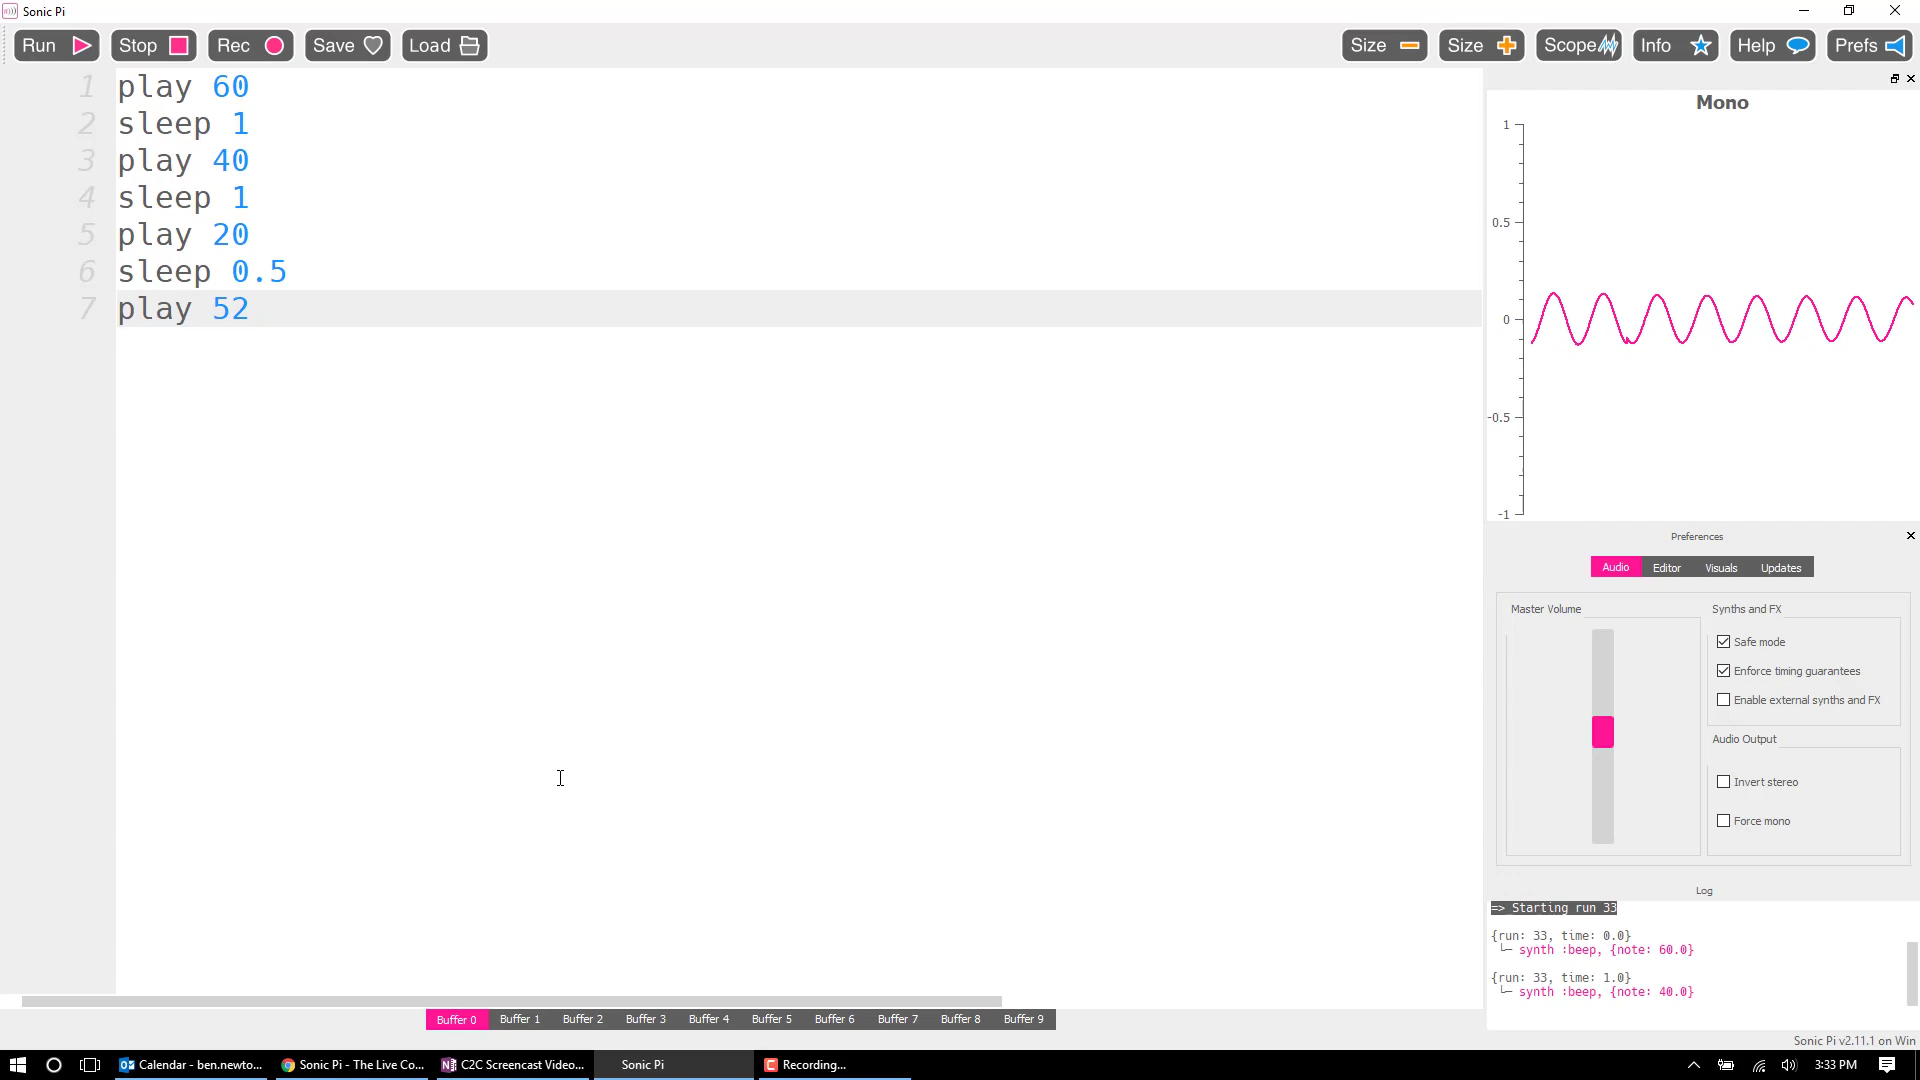 Sonic Pi
Run Stop Rec Save Load Size Size Scope Info Help Prefs
1 play 60
2 sleep 1
3 play 40
4 sleep 1
5 play 20
6 sleep 0.5
7 play 52
Mono
1
0.5
0
-0.5
-1
Preferences
Audio Editor Visuals Updates
Master Volume
Synths and FX
Safe mode
Enforce timing guarantees
Enable external synths and FX
Audio Output
Invert stereo
Force mono
Log
=> Starting run 33
{run: 33, time: 0.0}
└─ synth :beep, {note: 60.0}
{run: 33, time: 1.0}
└─ synth :beep, {note: 40.0}
Buffer 0 Buffer 1 Buffer 2 Buffer 3 Buffer 4 Buffer 5 Buffer 6 Buffer 7 Buffer 8 Buffer 9
Sonic Pi v2.11.1 on Win
Calendar - ben.newto... Sonic Pi - The Live Co... C2C Screencast Video... Sonic Pi Recording... 3:33 PM